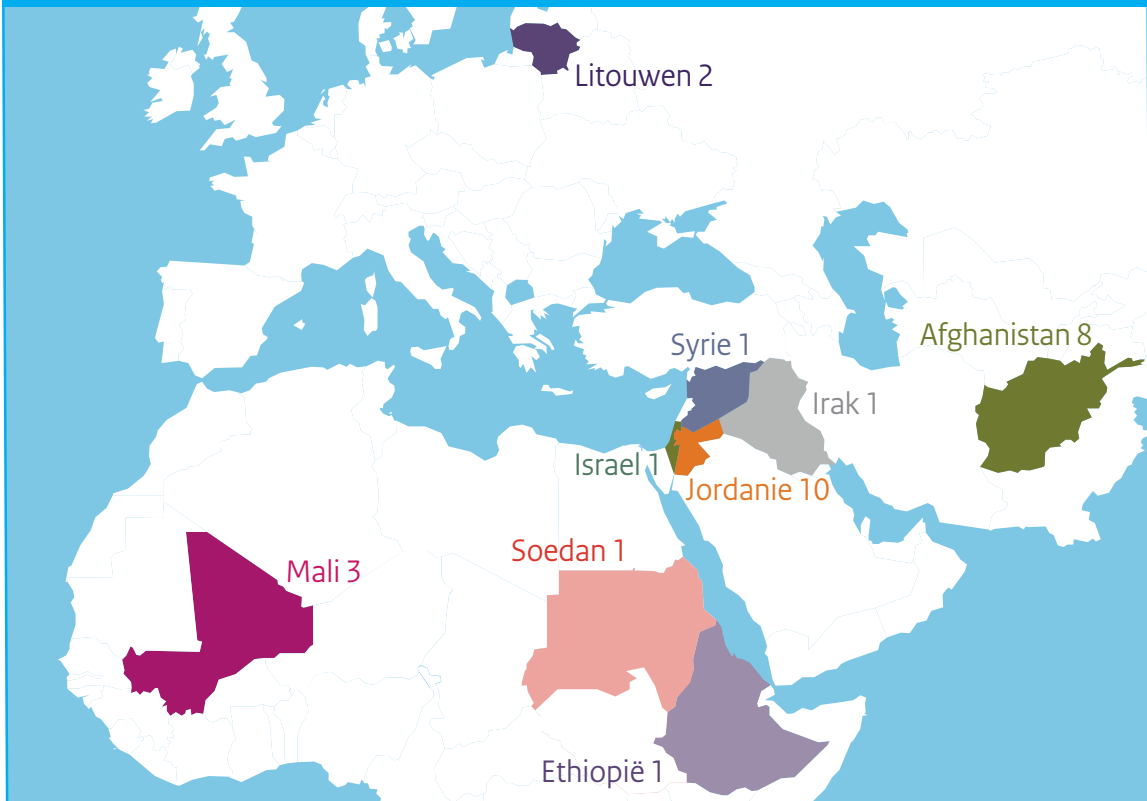 Litouwen 2
Afghanistan 8
Syrie 1
Irak 1
Israel 1
Jordanie 10
Soedan 1
Mali 3
Ethiopië 1